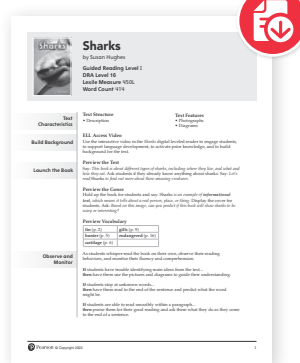 Sharks
Sharks
by Susan Hughes
Guided Reading Level I
DRA Level 16
Lexile Measure 450L
Word Count 414
Text Characteristics
Text Structure
• Description
Text Features
• Photographs
• Diagrams
Build Background
ELL Access Video
Use the interactive video in the Sharks digital leveled reader to engage students,
to support language development, to activate prior knowledge, and to build
background for the text.
Launch the Book
Preview the Text
Say: This book is about different types of sharks, including where they live, and what and
how they eat. Ask students if they already know anything about sharks. Say: Let's
read Sharks to find out more about these amazing creatures.
Preview the Genre
Hold up the book for students and say: Sharks is an example of informational
text, which means it tells about a real person, place, or thing. Display the cover for
students. Ask: Based on this image, can you predict if this book will show sharks to be
scary or interesting?
Preview Vocabulary
fin (p. 2)
gills (p. 9)
hunter (p. 3)
endangered (p. 16)
cartilage (p. 6)
Observe and Monitor
As students whisper-read the book on their own, observe their reading
behaviors, and monitor their fluency and comprehension.
If students have trouble identifying main ideas from the text...
then have them use the pictures and diagrams to guide their understanding.
If students stop at unknown words...
then have them read to the end of the sentence and predict what the word
might be.
If students are able to read smoothly within a paragraph...
then praise them for their good reading and ask them what they do as they come
to the end of a sentence.
Pearson © Copyright 2020
1